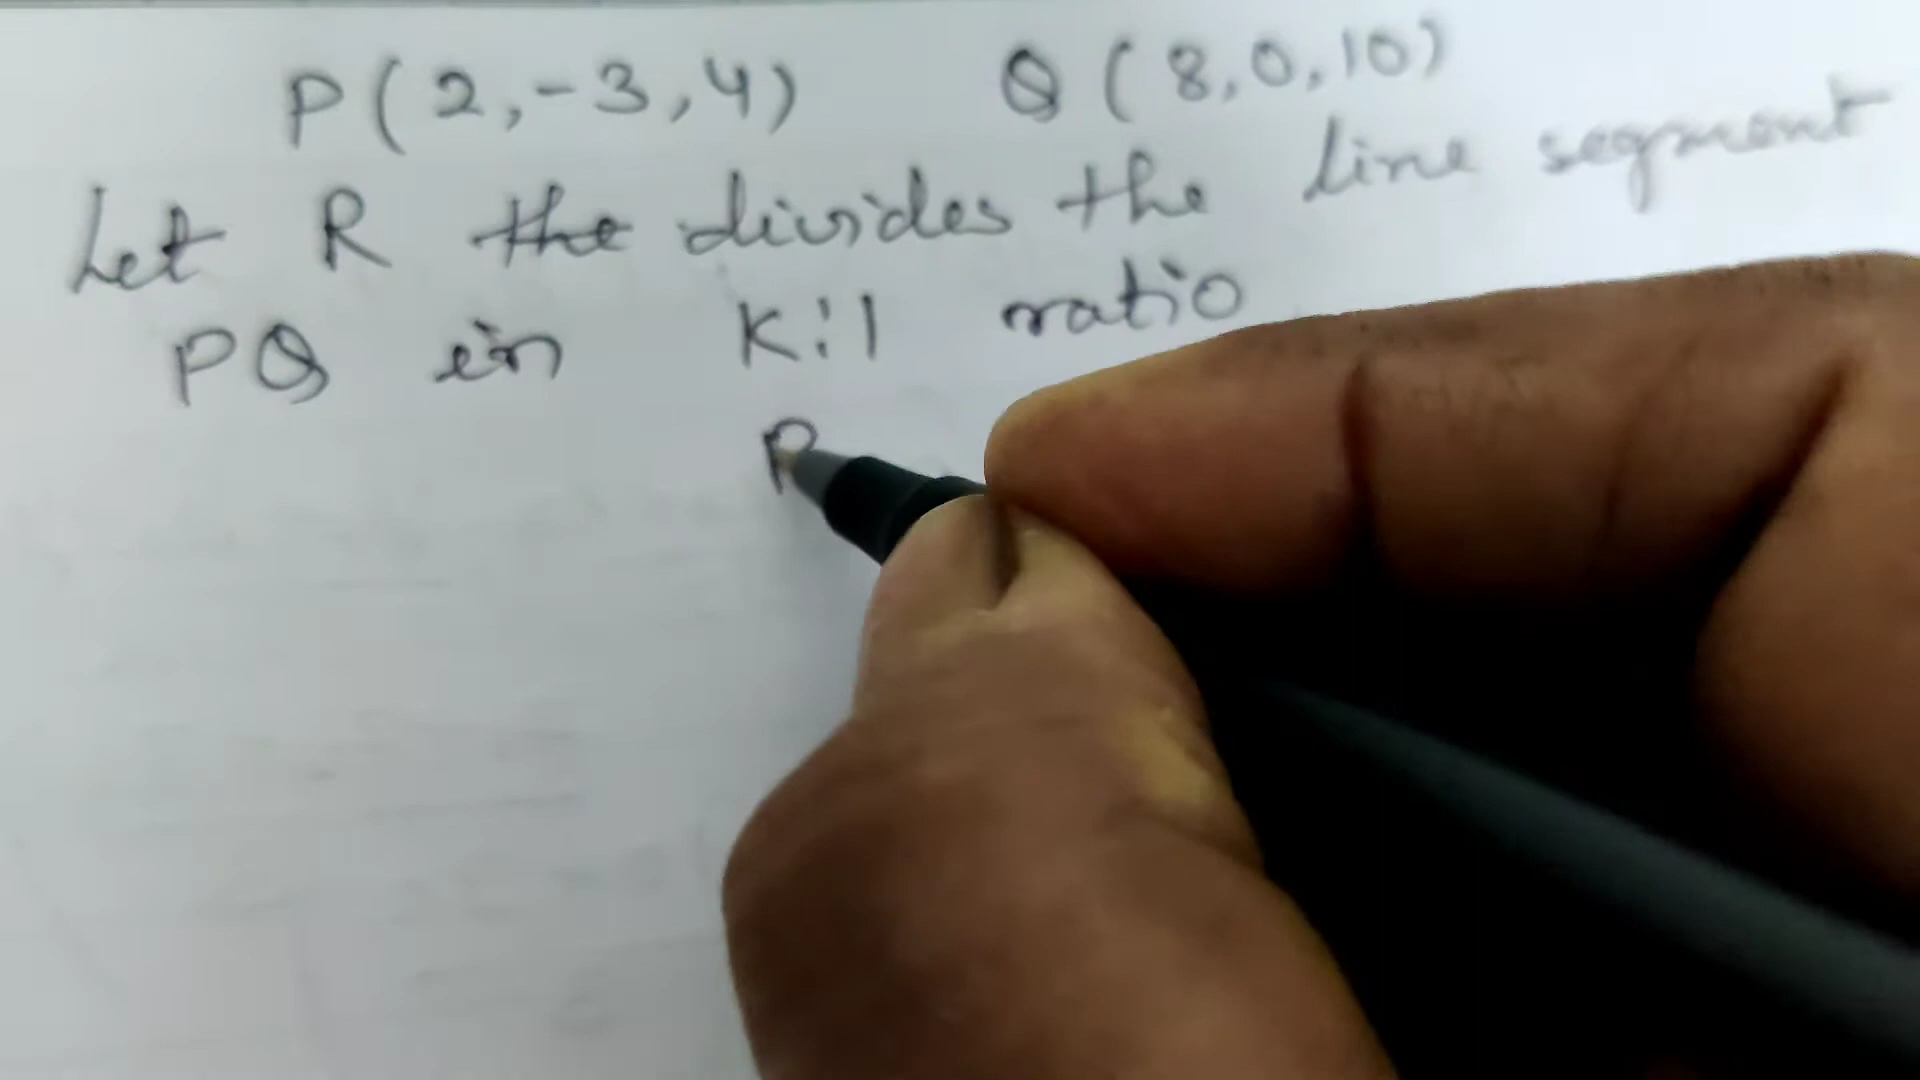 P(2,-3,4) Q(8,0,10)
Let R the divides the line segment
PQ in K:1 ratio
R